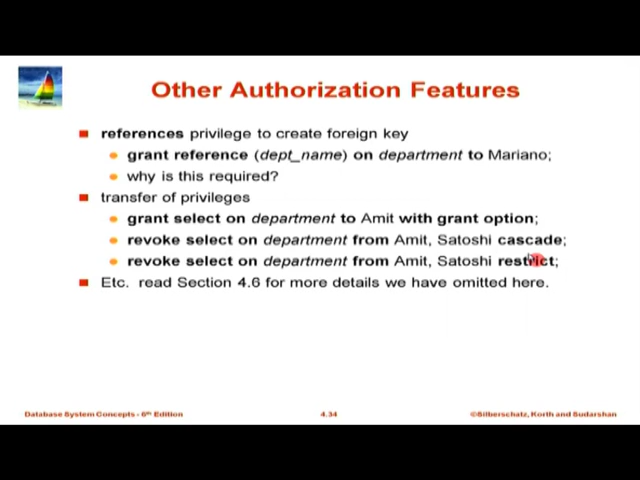 Other Authorization Features
references privilege to create foreign key
grant reference (dept_name) on department to Mariano;
why is this required?
transfer of privileges
grant select on department to Amit with grant option;
revoke select on department from Amit, Satoshi cascade;
revoke select on department from Amit, Satoshi restrict;
Etc. read Section 4.6 for more details we have omitted here.
Database System Concepts - 6th Edition
4.34
©Silberschatz, Korth and Sudarshan